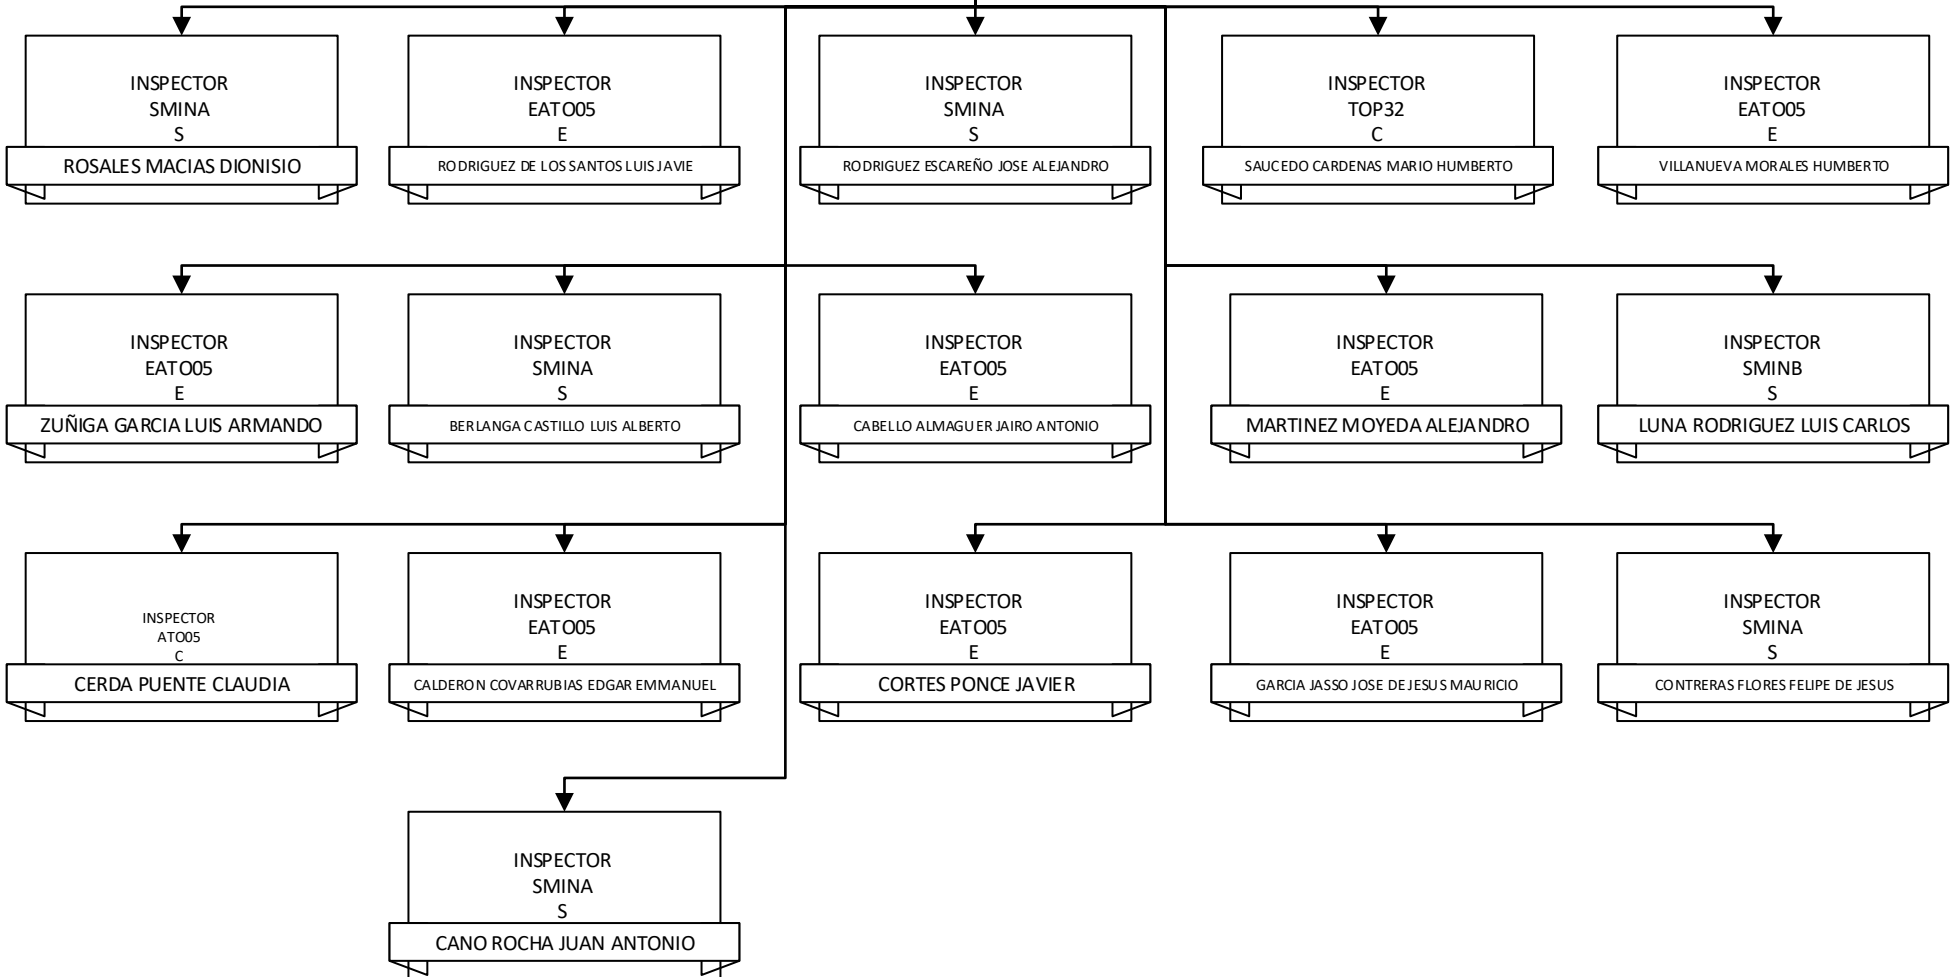 INSPECTOR
SMINA
S
ROSALES MACIAS DIONISIO
INSPECTOR
EATO05
E
RODRIGUEZ DE LOS SANTOS LUIS JAVIE
INSPECTOR
SMINA
S
RODRIGUEZ ESCAREÑO JOSE ALEJANDRO
INSPECTOR
TOP32
C
SAUCEDO CARDENAS MARIO HUMBERTO
INSPECTOR
EATO05
E
VILLANUEVA MORALES HUMBERTO
INSPECTOR
EATO05
E
ZUÑIGA GARCIA LUIS ARMANDO
INSPECTOR
SMINA
S
BERLANGA CASTILLO LUIS ALBERTO
INSPECTOR
EATO05
E
CABELLO ALMAGUER JAIRO ANTONIO
INSPECTOR
EATO05
E
MARTINEZ MOYEDA ALEJANDRO
INSPECTOR
SMINB
S
LUNA RODRIGUEZ LUIS CARLOS
INSPECTOR
ATO05
C
CERDA PUENTE CLAUDIA
INSPECTOR
EATO05
E
CALDERON COVARRUBIAS EDGAR EMMANUEL
INSPECTOR
EATO05
E
CORTES PONCE JAVIER
INSPECTOR
EATO05
E
GARCIA JASSO JOSE DE JESUS MAURICIO
INSPECTOR
SMINA
S
CONTRERAS FLORES FELIPE DE JESUS
INSPECTOR
SMINA
S
CANO ROCHA JUAN ANTONIO